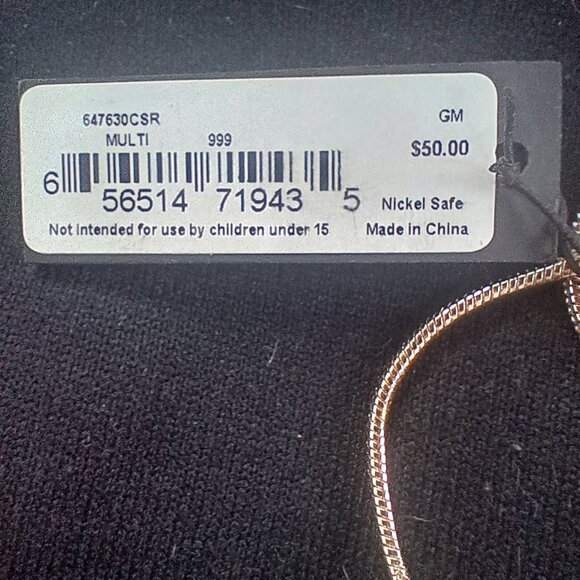 647630CSR GM
MULTI 999 $50.00
6 56514 71943 5 Nickel Safe
Not intended for use by children under 15 Made in China